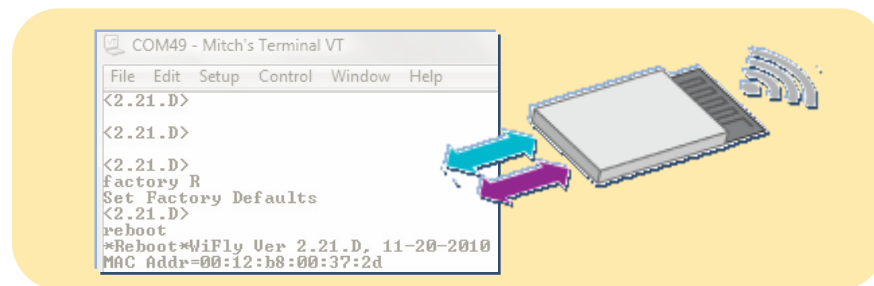 COM49 - Mitch's Terminal VT
File Edit Setup Control Window Help
<2.21.D>
<2.21.D>
<2.21.D>
factory R
Set Factory Defaults
<2.21.D>
reboot
*Reboot*WiFly Ver 2.21.D, 11-20-2010
MAC Addr=00:12:b8:00:37:2d